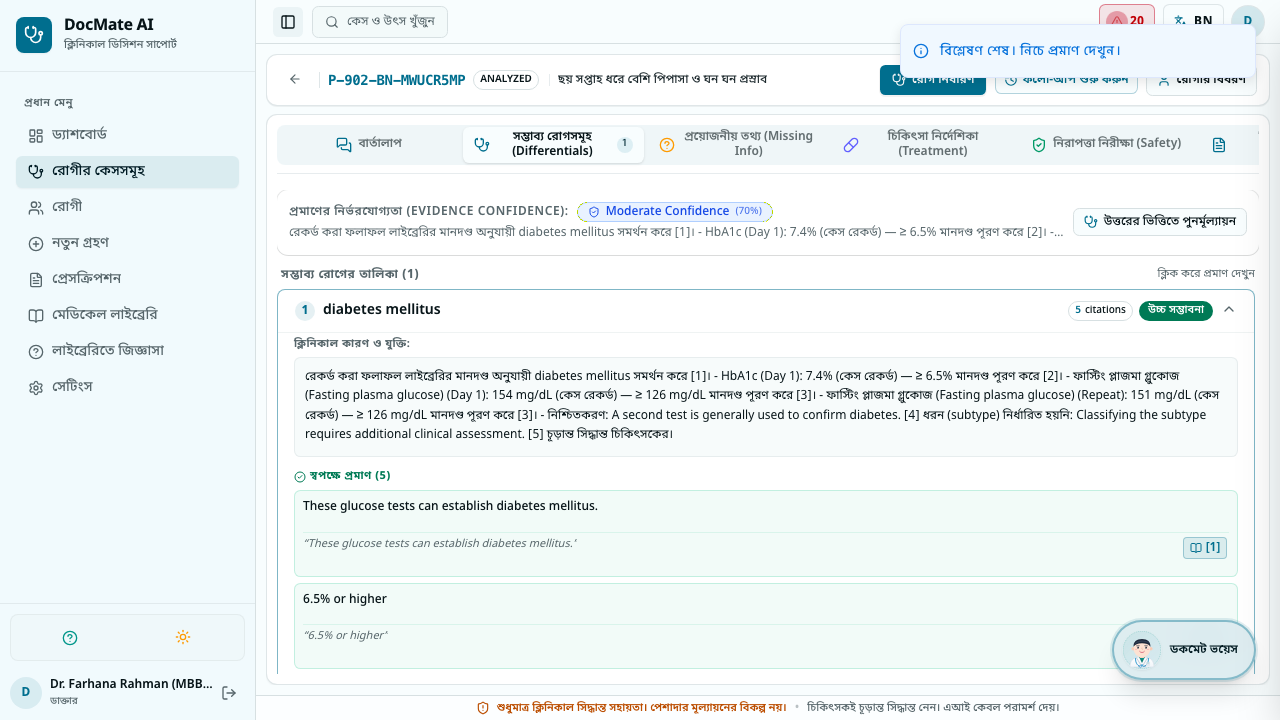 DocMate AI
ক্লিনিকাল ডিসিশন সাপোর্ট
প্রধান মেনু
ড্যাশবোর্ড
রোগীর কেসসমূহ
রোগী
নতুন গ্রহণ
প্রেসক্রিপশন
মেডিকেল লাইব্রেরি
লাইব্রেরিতে জিজ্ঞাসা
সেটিংস
D
Dr. Farhana Rahman (MBB...
ডাক্তার
কেস ও উৎস খুঁজুন
20
BN
D
বিশ্লেষণ শেষ। নিচে প্রমাণ দেখুন।
P-902-BN-MWUCR5MP
ANALYZED
ছয় সপ্তাহ ধরে বেশি পিপাসা ও ঘন ঘন প্রস্রাব
রোগ নির্ধারণ
ফলো-আপ শুরু করুন
রোগীর বিবরণ
বার্তালাপ
সম্ভাব্য রোগসমূহ
(Differentials)
1
প্রয়োজনীয় তথ্য (Missing
Info)
চিকিৎসা নির্দেশিকা
(Treatment)
নিরাপত্তা নিরীক্ষা (Safety)
প্রমাণের নির্ভরযোগ্যতা (EVIDENCE CONFIDENCE):
Moderate Confidence (70%)
রেকর্ড করা ফলাফল লাইব্রেরির মানদণ্ড অনুযায়ী diabetes mellitus সমর্থন করে [1]। - HbA1c (Day 1): 7.4% (কেস রেকর্ড) — ≥ 6.5% মানদণ্ড পূরণ করে [2]। -...
উত্তরের ভিত্তিতে পুনর্মূল্যায়ন
সম্ভাব্য রোগের তালিকা (1)
ক্লিক করে প্রমাণ দেখুন
1
diabetes mellitus
5 citations
উচ্চ সম্ভাবনা
ক্লিনিকাল কারণ ও যুক্তি:
রেকর্ড করা ফলাফল লাইব্রেরির মানদণ্ড অনুযায়ী diabetes mellitus সমর্থন করে [1]। - HbA1c (Day 1): 7.4% (কেস রেকর্ড) — ≥ 6.5% মানদণ্ড পূরণ করে [2]। - ফাস্টিং প্লাজমা গ্লুকোজ
(Fasting plasma glucose) (Day 1): 154 mg/dL (কেস রেকর্ড) — ≥ 126 mg/dL মানদণ্ড পূরণ করে [3]। - ফাস্টিং প্লাজমা গ্লুকোজ (Fasting plasma glucose) (Repeat): 151 mg/dL (কেস
রেকর্ড) — ≥ 126 mg/dL মানদণ্ড পূরণ করে [3]। - নিশ্চিতকরণ: A second test is generally used to confirm diabetes. [4] ধরন (subtype) নির্ধারিত হয়নি: Classifying the subtype
requires additional clinical assessment. [5] চূড়ান্ত সিদ্ধান্ত চিকিৎসকের।
স্বপক্ষে প্রমাণ (5)
These glucose tests can establish diabetes mellitus.
"These glucose tests can establish diabetes mellitus."
[1]
6.5% or higher
"6.5% or higher"
ডকমেট ভয়েস
শুধুমাত্র ক্লিনিকাল সিদ্ধান্ত সহায়তা। পেশাদার মূল্যায়নের বিকল্প নয়।
•
চিকিৎসকই চূড়ান্ত সিদ্ধান্ত নেন। এআই কেবল পরামর্শ দেয়।